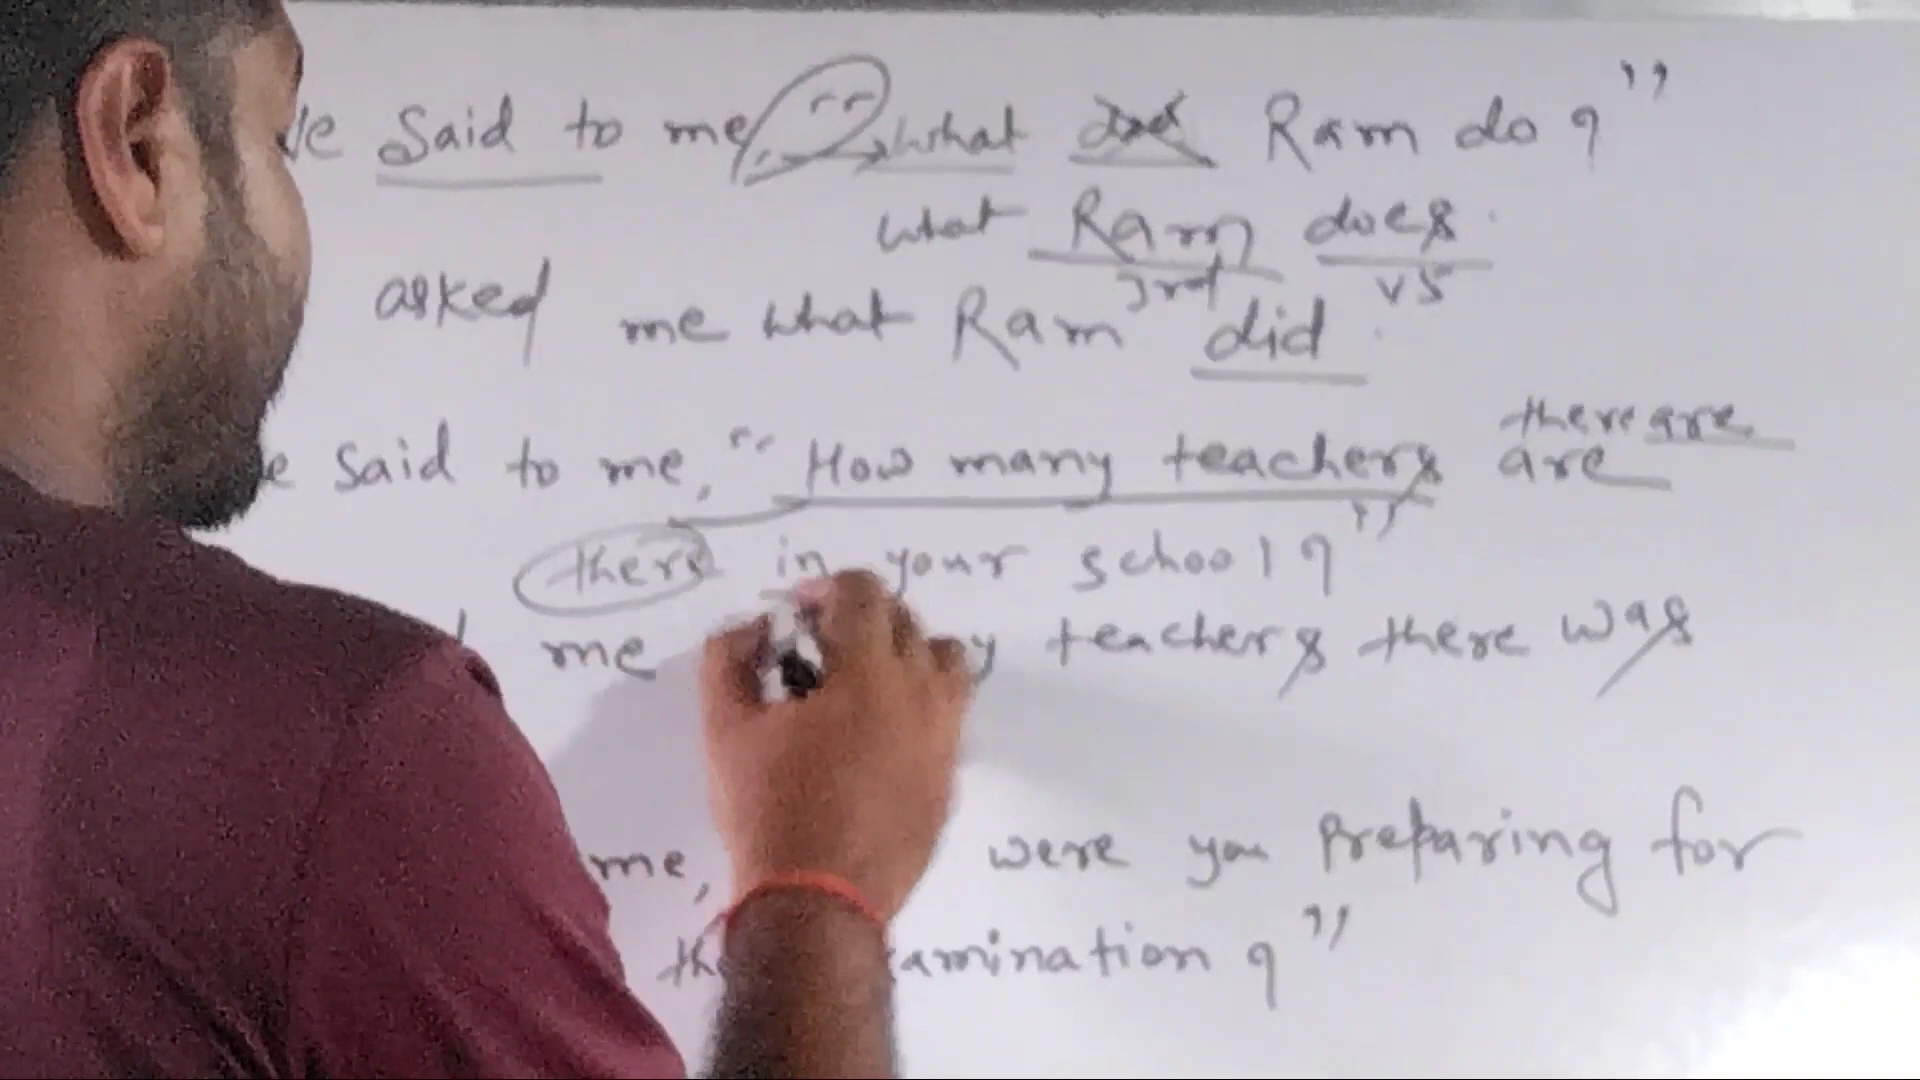 said to me, "what Ram do ?"
what Ram does.
3rd v5
asked me what Ram did.
there are
said to me, "How many teachers are
there in your school ?"
me teachers there was
me, were you preparing for
?"